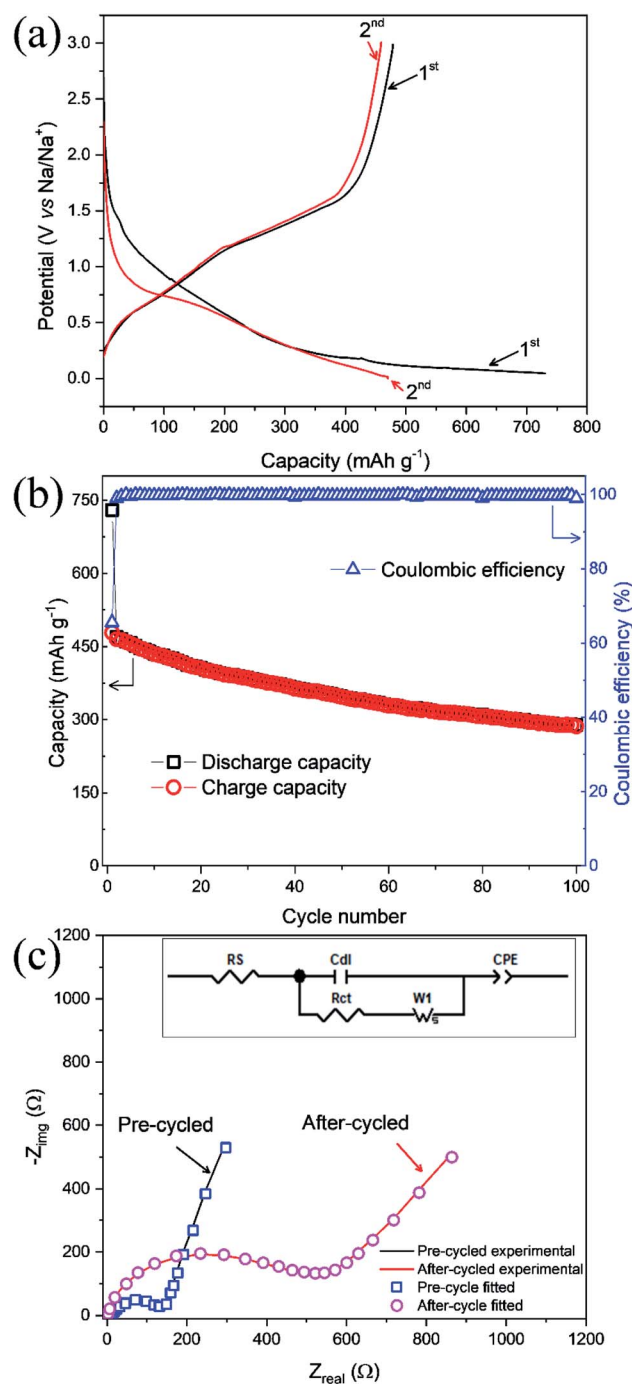 (a)
2nd
1st
3.0
2.5
2.0
1.5
1.0
0.5
0.0
Potential (V vs Na/Na+)
1st
2nd
0 100 200 300 400 500 600 700 800
Capacity (mAh g-1)
(b)
750
600
450
300
150
0
Capacity (mAh g-1)
100
80
60
40
20
0
Coulombic efficiency (%)
Coulombic efficiency
Discharge capacity
Charge capacity
0 20 40 60 80 100
Cycle number
(c)
1200
1000
800
600
400
200
0
-Zimg (Ω)
RS Cdl CPE
Rct W1
s
Pre-cycled
After-cycled
Pre-cycled experimental
After-cycled experimental
Pre-cycle fitted
After-cycle fitted
0 200 400 600 800 1000 1200
Zreal (Ω)